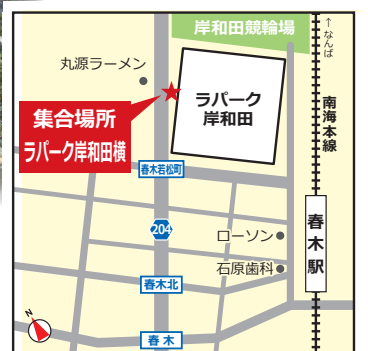 岸和田競輪場
↑なんば
丸源ラーメン
ラパーク
岸和田
集合場所
ラパーク岸和田横
南海本線
春木若松町
204
ローソン
春木駅
石原歯科
春木北
N
春木